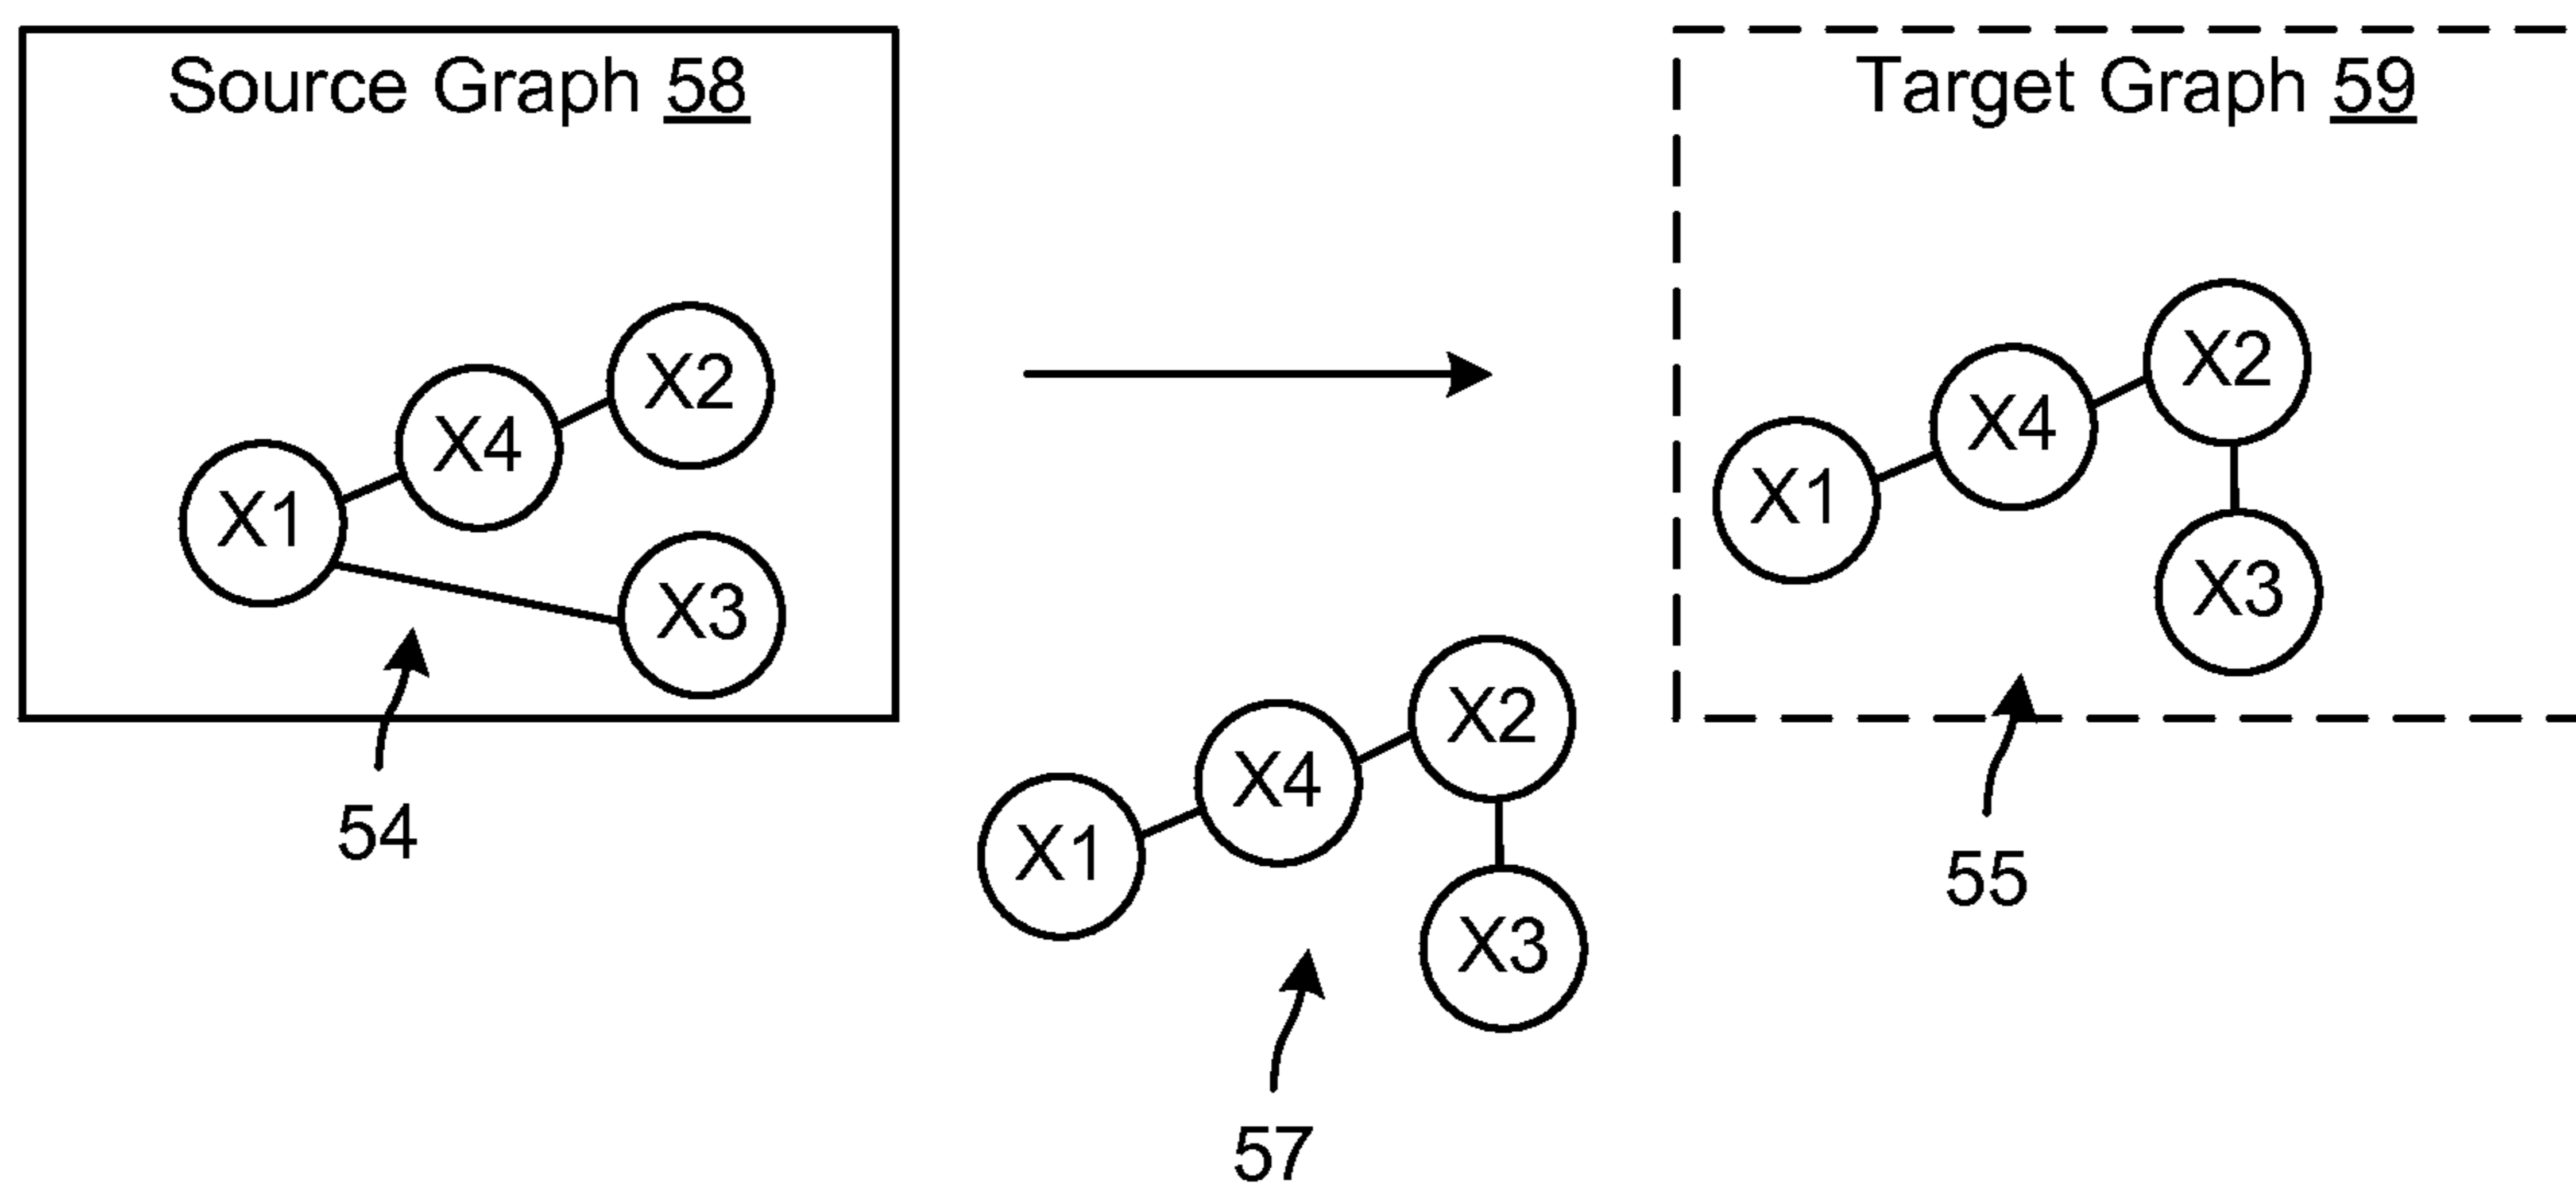 Source Graph 58
X2
X4
X1
X3
54
Target Graph 59
X2
X4
X1
X3
55
X2
X4
X1
X3
57